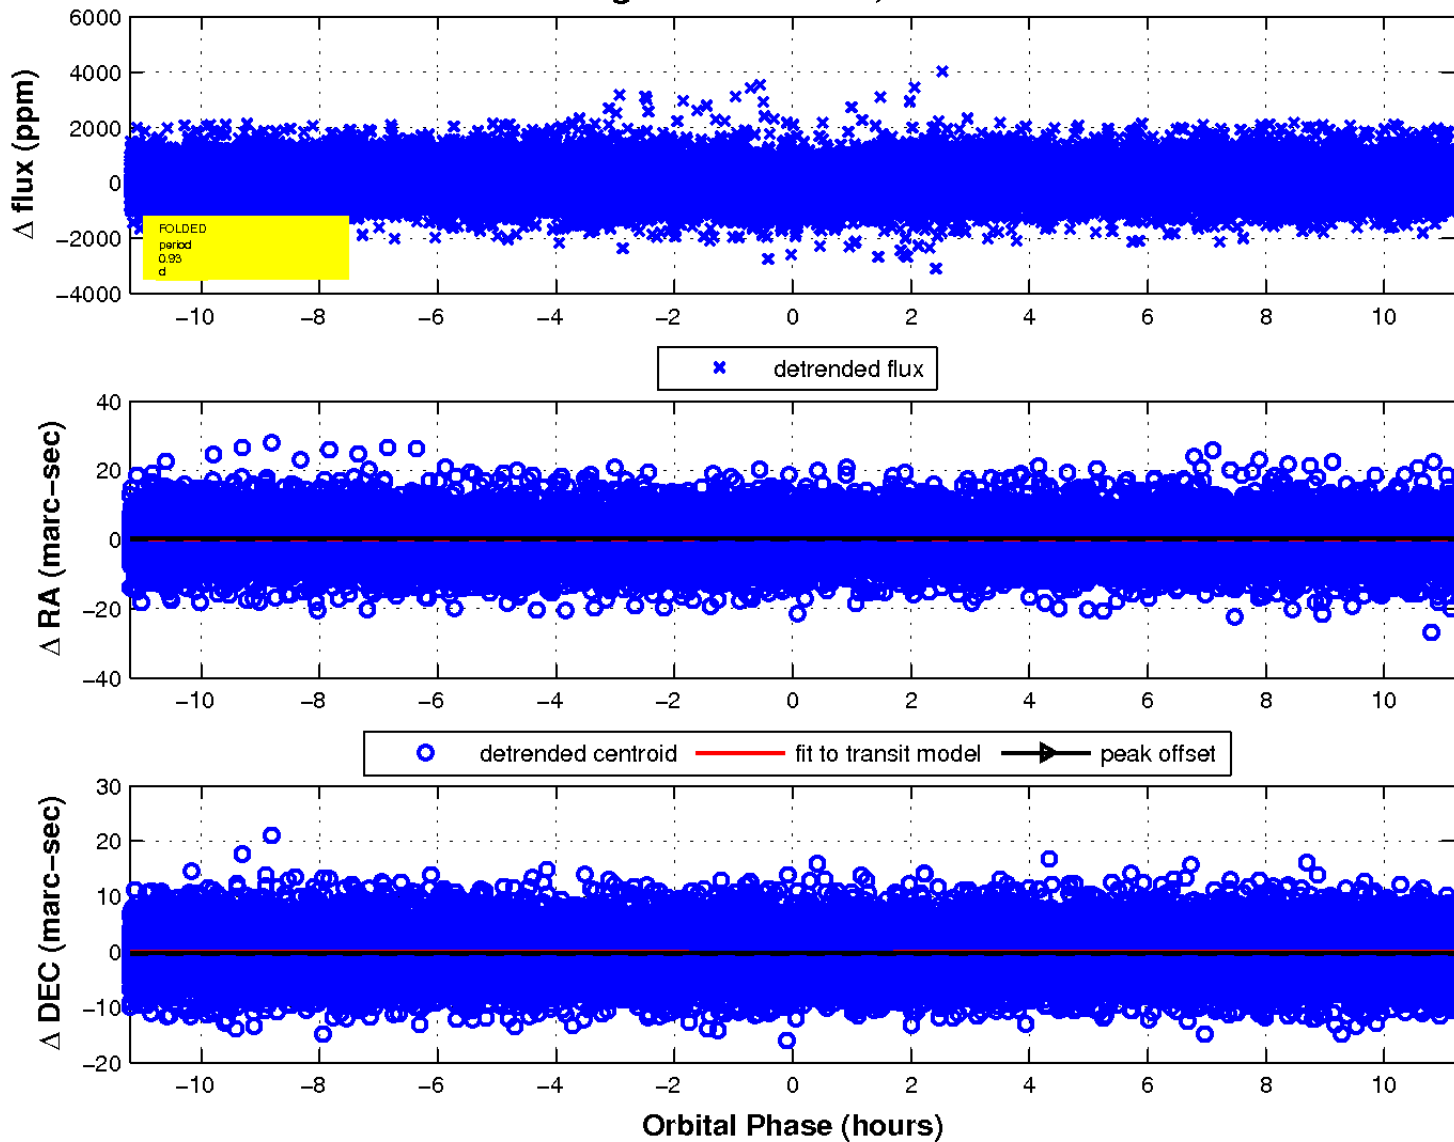 6000
4000
2000
0
−2000
−4000
Δ flux (ppm)
FOLDED
period
0.93
d
−10 −8 −6 −4 −2 0 2 4 6 8 10
detrended flux
40
20
0
−20
−40
Δ RA (marc−sec)
−10 −8 −6 −4 −2 0 2 4 6 8 10
detrended centroid fit to transit model peak offset
30
20
10
0
−10
−20
Δ DEC (marc−sec)
−10 −8 −6 −4 −2 0 2 4 6 8 10
Orbital Phase (hours)